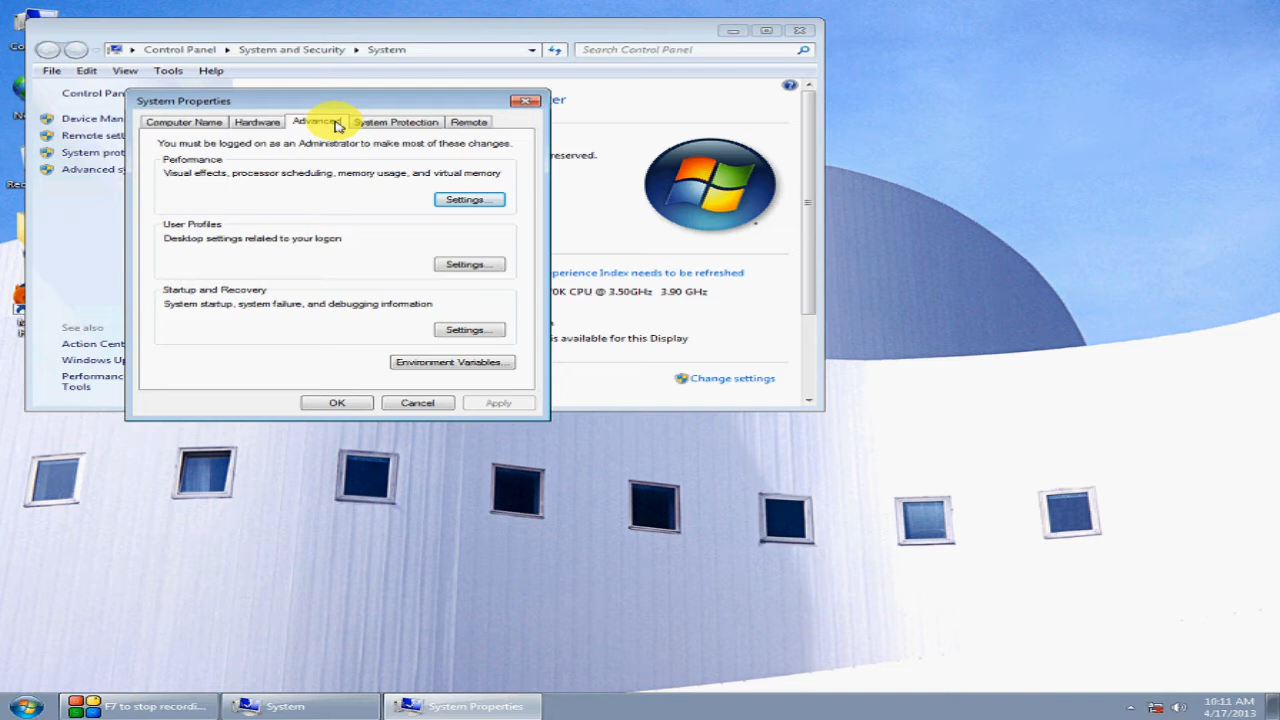 Control Panel
System and Security
System
Search Control Panel
File Edit View Tools Help
Control Pan
Device Man
Remote sett
System prot
Advanced s
See also
Action Cent
Windows Up
Performanc
Tools
System Properties
Computer Name Hardware Advanced System Protection Remote
You must be logged on as an Administrator to make most of these changes.
Performance
Visual effects, processor scheduling, memory usage, and virtual memory
Settings...
User Profiles
Desktop settings related to your logon
Settings...
Startup and Recovery
System startup, system failure, and debugging information
Settings...
Environment Variables...
OK Cancel Apply
er
reserved.
perience Index needs to be refreshed
70K CPU @ 3.50GHz 3.90 GHz
is available for this Display
Change settings
F7 to stop recordi...
System
System Properties
10:11 AM
4/17/2013